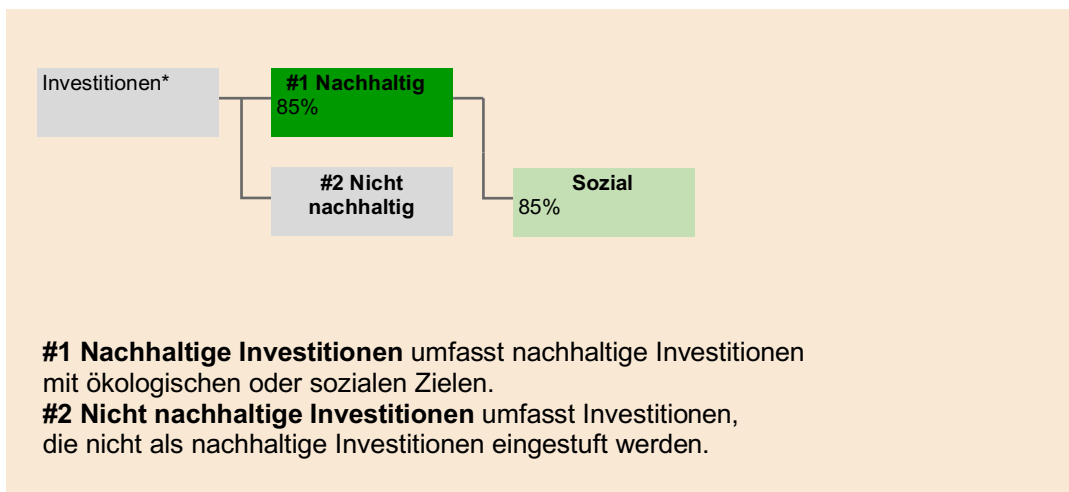 Investitionen*
#1 Nachhaltig
85%
#2 Nicht
nachhaltig
Sozial
85%
#1 Nachhaltige Investitionen umfasst nachhaltige Investitionen
mit ökologischen oder sozialen Zielen.
#2 Nicht nachhaltige Investitionen umfasst Investitionen,
die nicht als nachhaltige Investitionen eingestuft werden.